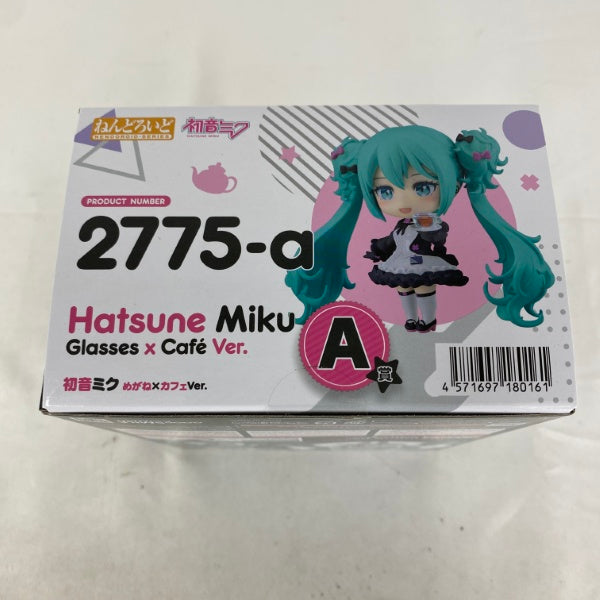 ねんどろいど
NENDOROID SERIES
初音ミク
HATSUNE MIKU
PRODUCT NUMBER
2775-a
Hatsune Miku
Glasses x Café Ver.
初音ミク めがね×カフェVer.
A
賞
4 571697 180161